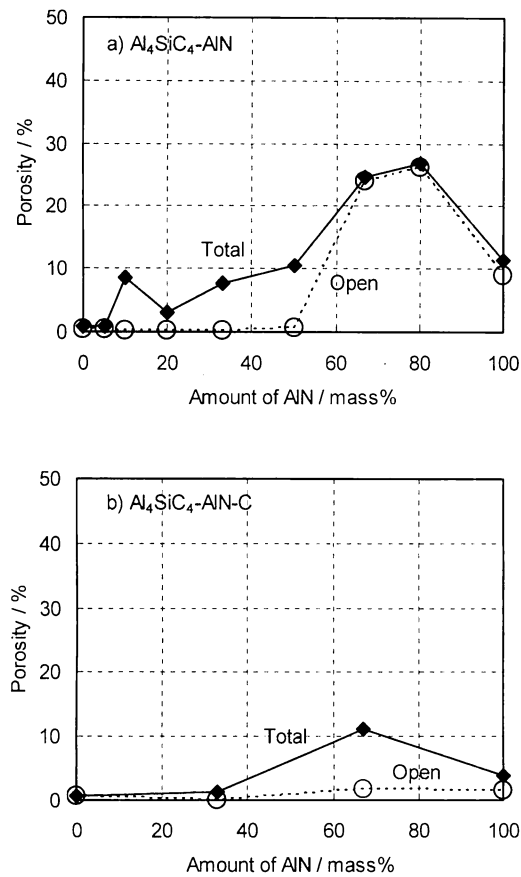 50
a) Al₄SiC₄-AlN
40
30
20
10
0
Porosity / %
Total
Open
0 20 40 60 80 100
Amount of AlN / mass%
50
b) Al₄SiC₄-AlN-C
40
30
20
10
0
Porosity / %
Total
Open
0 20 40 60 80 100
Amount of AlN / mass%